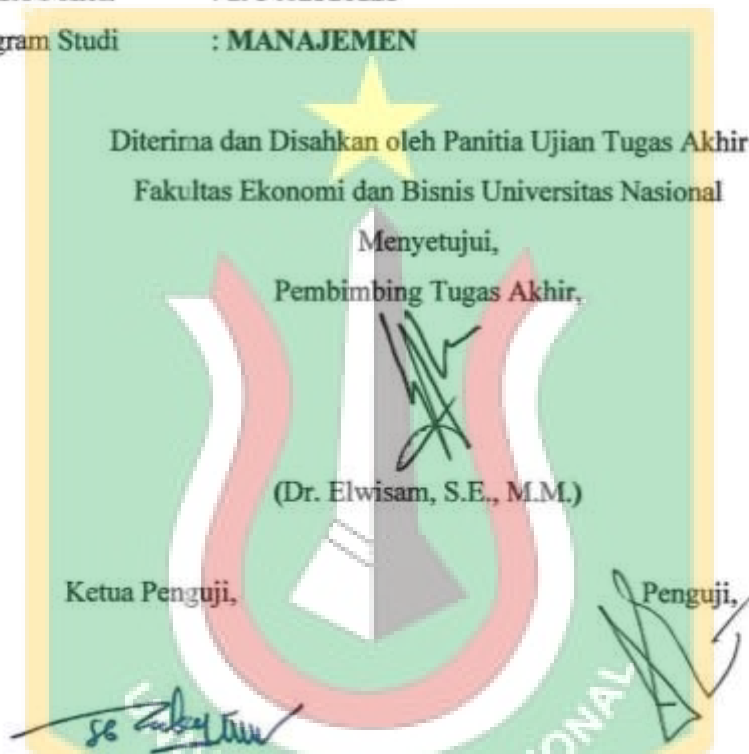 Program Studi : MANAJEMEN
Diterima dan Disahkan oleh Panitia Ujian Tugas Akhir
Fakultas Ekonomi dan Bisnis Universitas Nasional
Menyetujui,
Pembimbing Tugas Akhir,
(Dr. Elwisam, S.E., M.M.)
Ketua Penguji, Penguji,